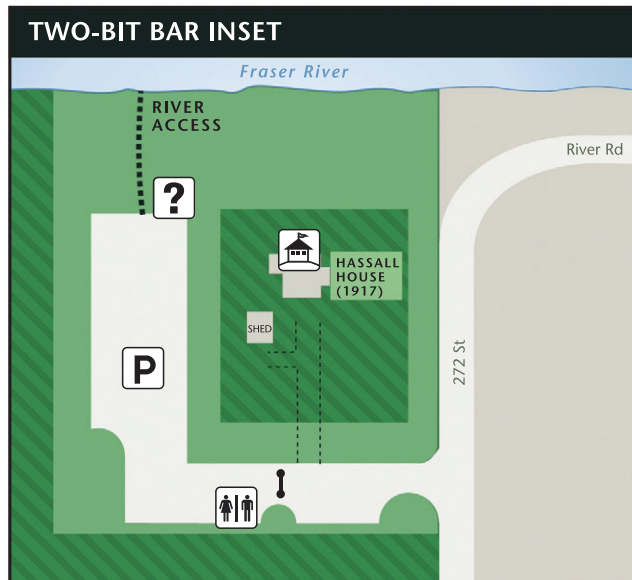 TWO-BIT BAR INSET
Fraser River
RIVER
ACCESS
River Rd
?
HASSALL
HOUSE
(1917)
SHED
272 St
P